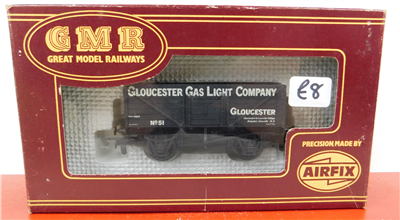 GMR
GREAT MODEL RAILWAYS
GLOUCESTER GAS LIGHT COMPANY
GLOUCESTER
No 51
£8
PRECISION MADE BY
AIRFIX